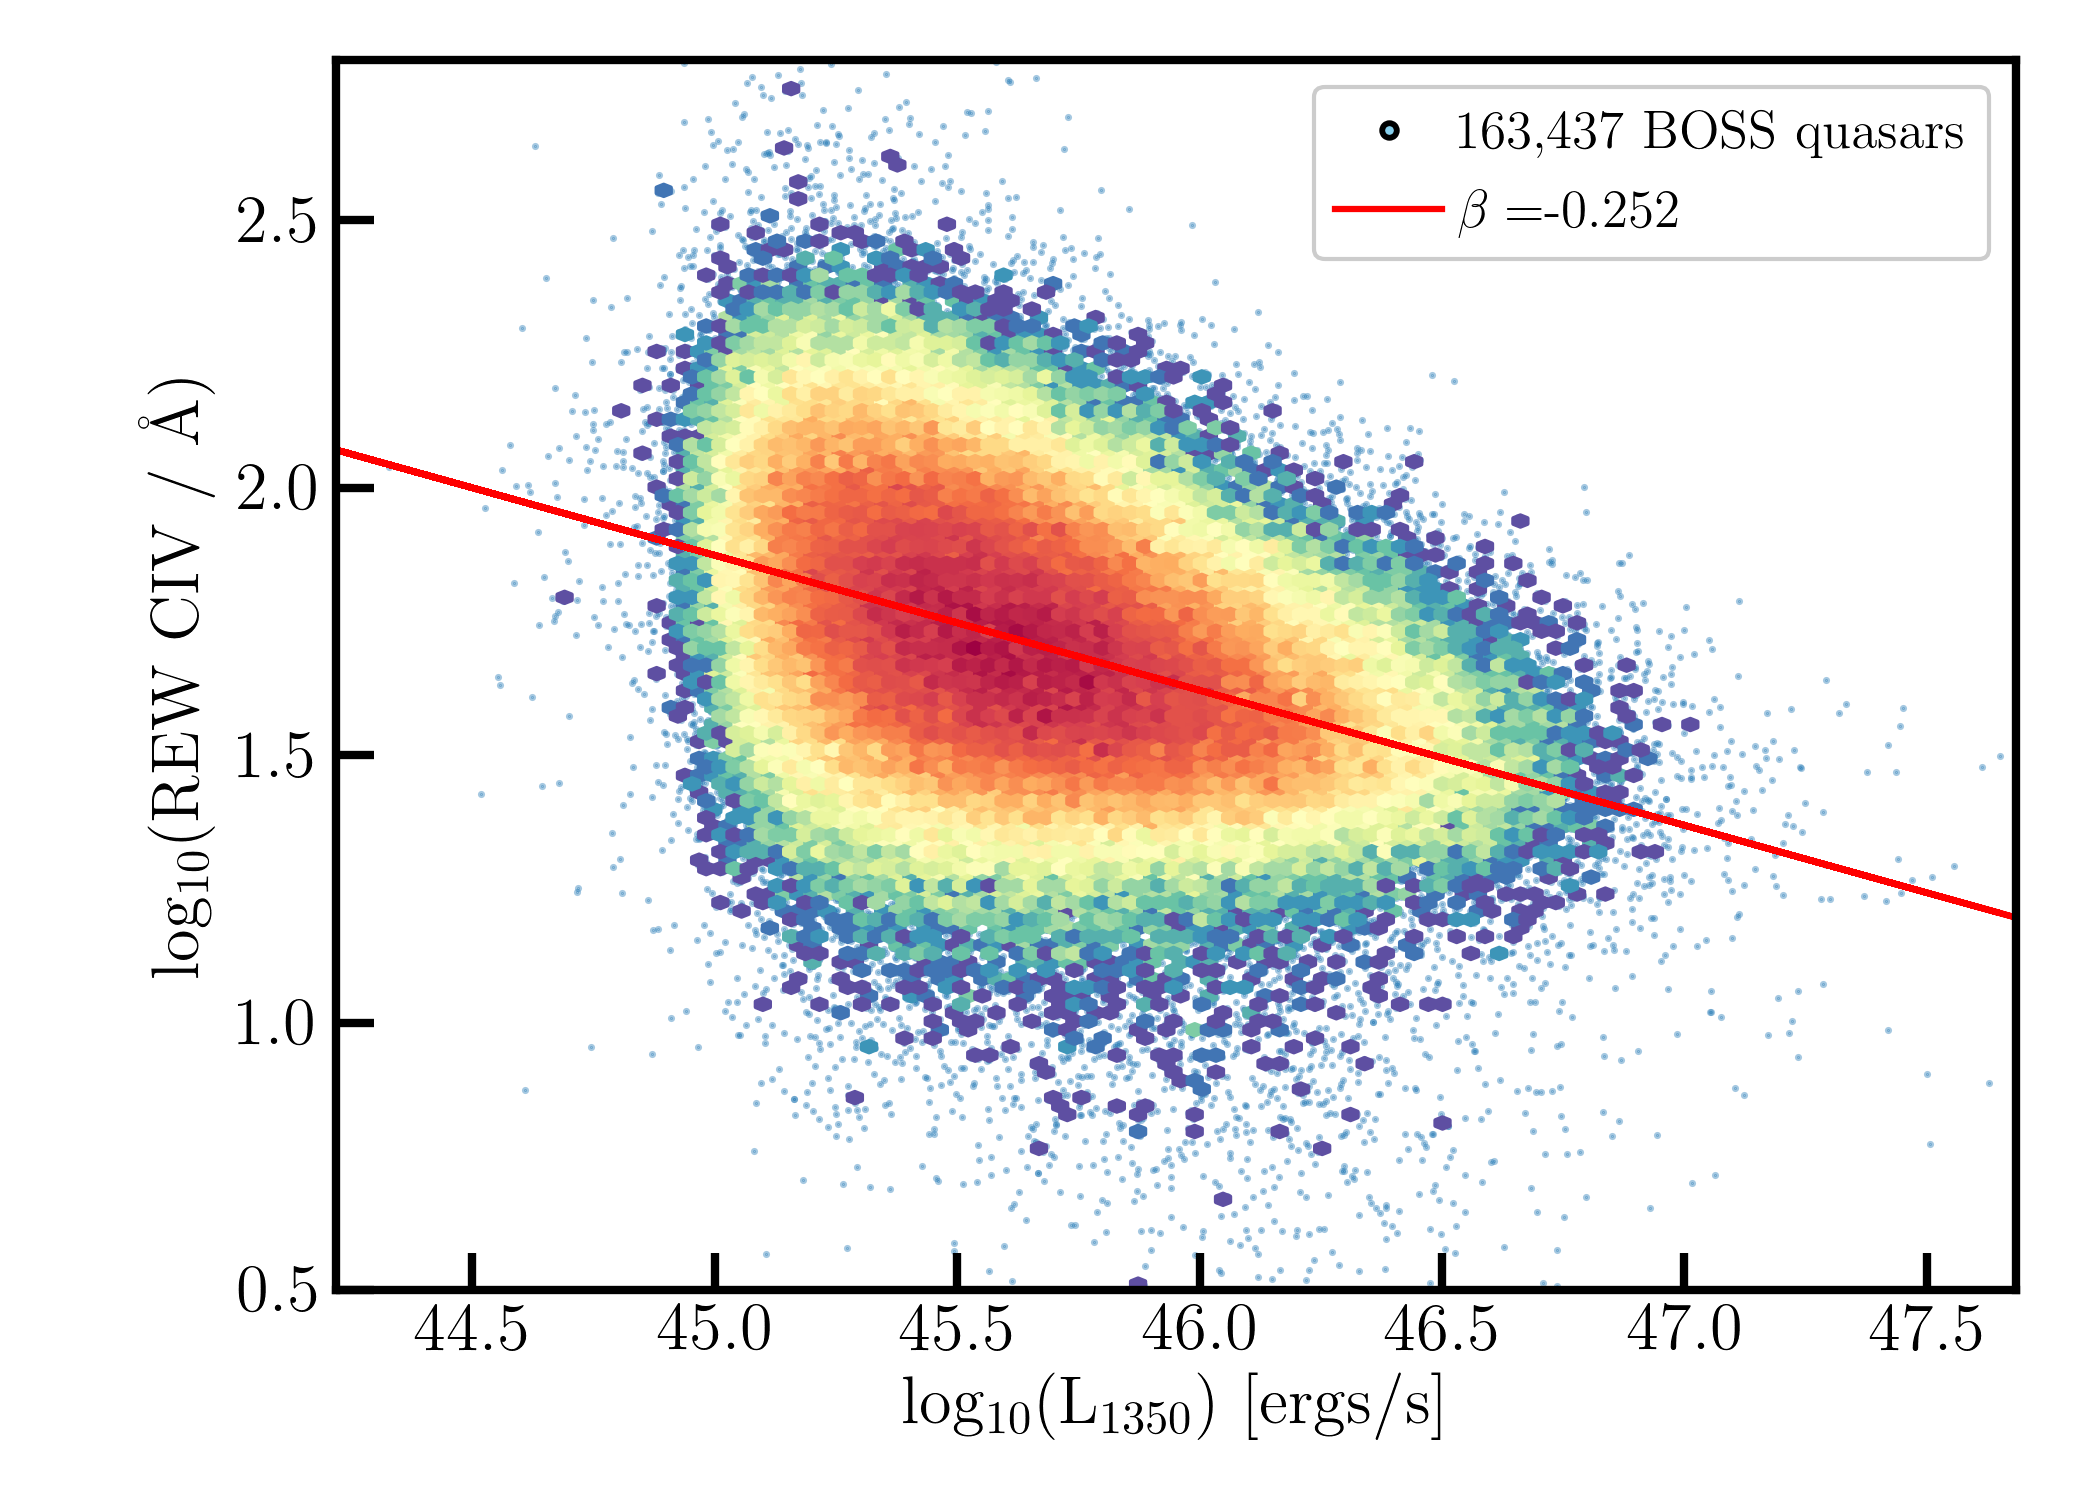 163,437 BOSS quasars
β =-0.252
2.5
2.0
1.5
1.0
0.5
log₁₀(REW CIV / Å)
44.5 45.0 45.5 46.0 46.5 47.0 47.5
log₁₀(L₁₃₅₀) [ergs/s]